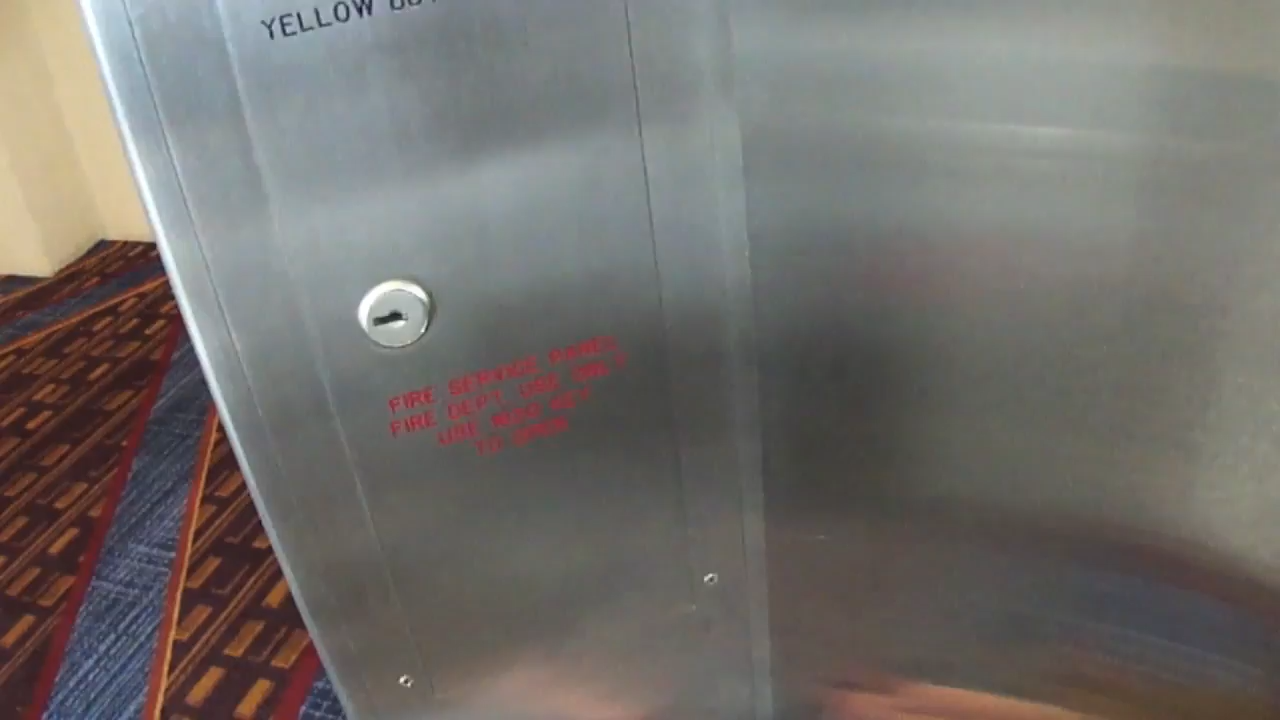 YELLOW
FIRE SERVICE PANEL
FIRE DEPT. USE ONLY
USE KEY
TO OPEN